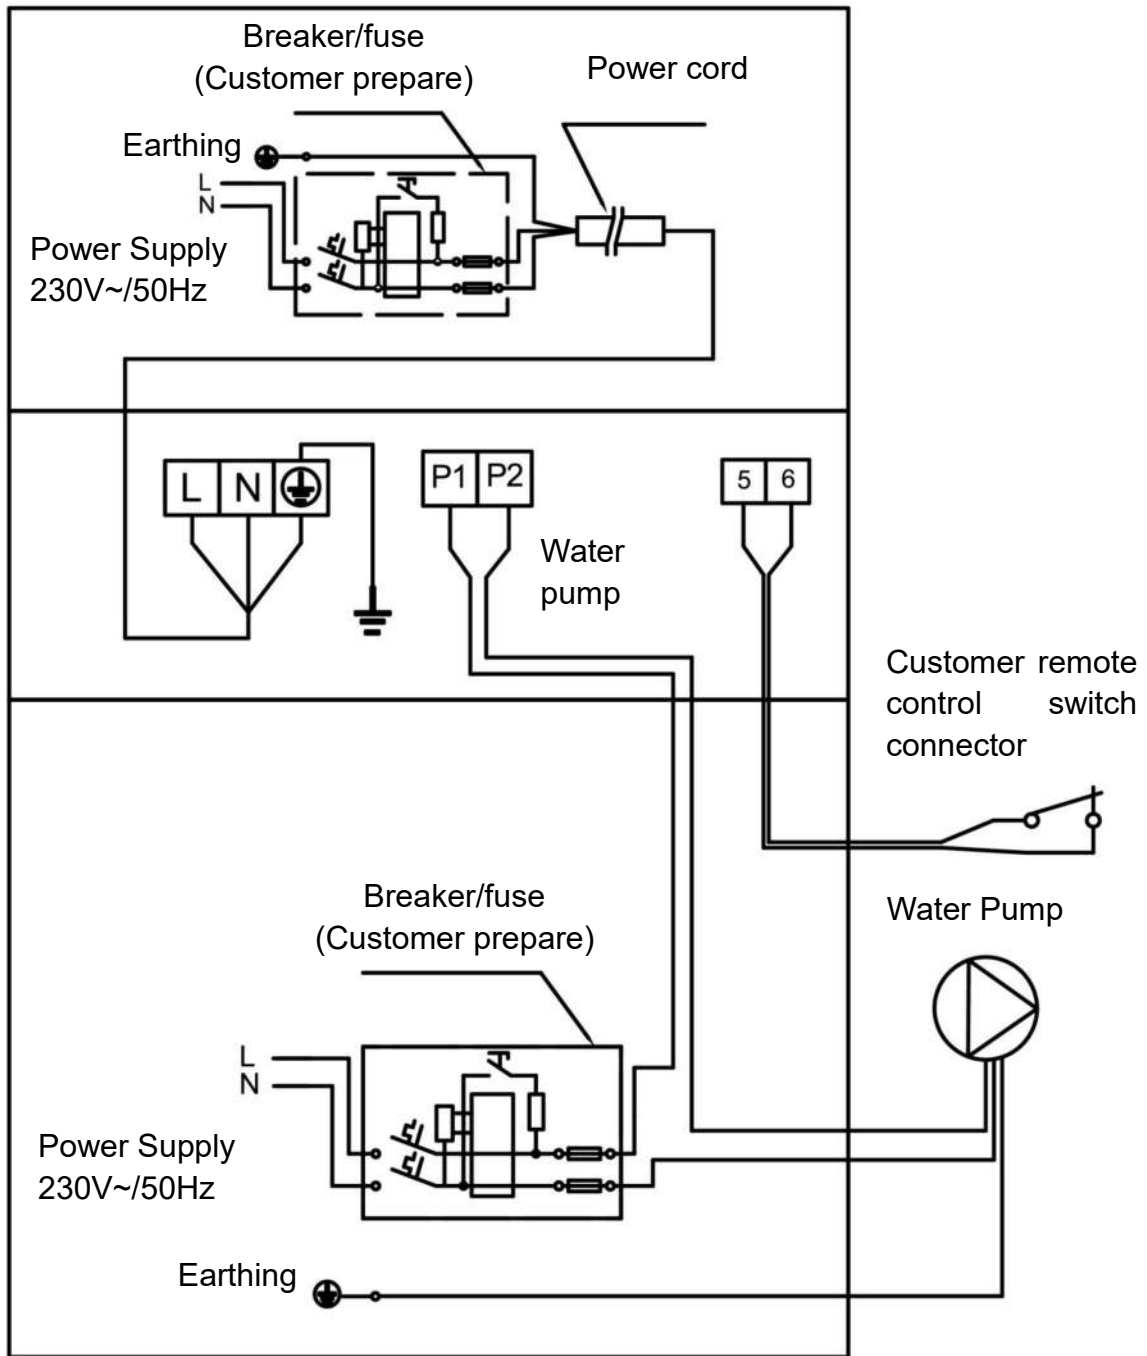 Breaker/fuse
(Customer prepare)
Power cord
Earthing
L
N
Power Supply
230V~/50Hz
L N
P1 P2
5 6
Water
pump
Customer remote
control switch
connector
Breaker/fuse
(Customer prepare)
Water Pump
L
N
Power Supply
230V~/50Hz
Earthing